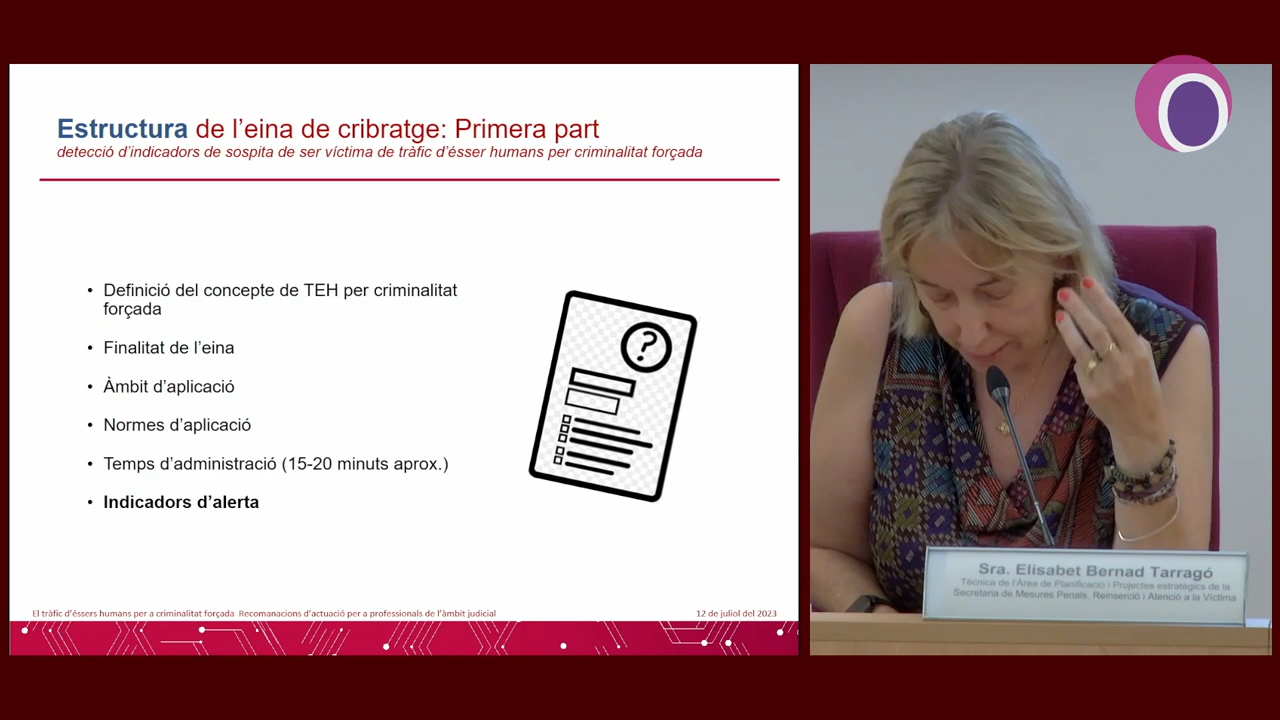 Estructura de l’eina de cribratge: Primera part
detecció d’indicadors de sospita de ser víctima de tràfic d’ésser humans per criminalitat forçada
• Definició del concepte de TEH per criminalitat
forçada
• Finalitat de l’eina
• Àmbit d’aplicació
• Normes d’aplicació
• Temps d’administració (15-20 minuts aprox.)
• Indicadors d’alerta
?
El tràfic d’éssers humans per a criminalitat forçada Recomanacions d’actuació per a professionals de l’àmbit judicial
12 de juliol del 2023
Sra. Elisabet Bernad Tarragó
Tècnica de l’Àrea de Planificació i Projectes estratègics de la
Secretaria de Mesures Penals, Reinserció i Atenció a la Víctima